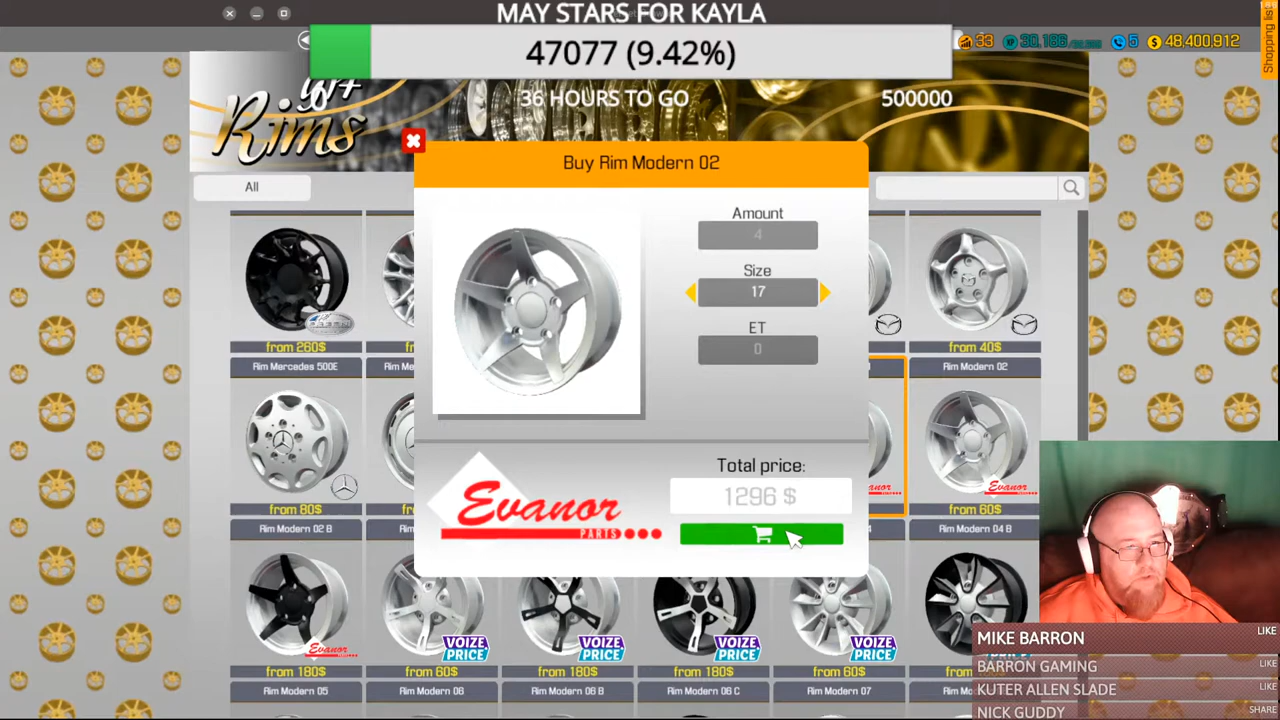 MAY STARS FOR KAYLA
47077 (9.42%)
36 HOURS TO GO
500000
33
5
48,400,912
Shopping list
Rims
All
Buy Rim Modern 02
Amount
4
Size
17
ET
0
Total price:
1296 $
Evanor
PARTS
from 260$
from 40$
Rim Mercedes 500E
Rim Modern 02
from 80$
from 60$
Evanor
Rim Modern 02 B
Rim Modern 04 B
Evanor
VOIZE PRICE
VOIZE PRICE
VOIZE PRICE
VOIZE PRICE
from 180$
from 60$
from 180$
from 180$
from 60$
Rim Modern 05
Rim Modern 06
Rim Modern 06 B
Rim Modern 06 C
Rim Modern 07
MIKE BARRON
LIKE
BARRON GAMING
LIKE
KUTER ALLEN SLADE
LIKE
NICK GUDDY
SHARE